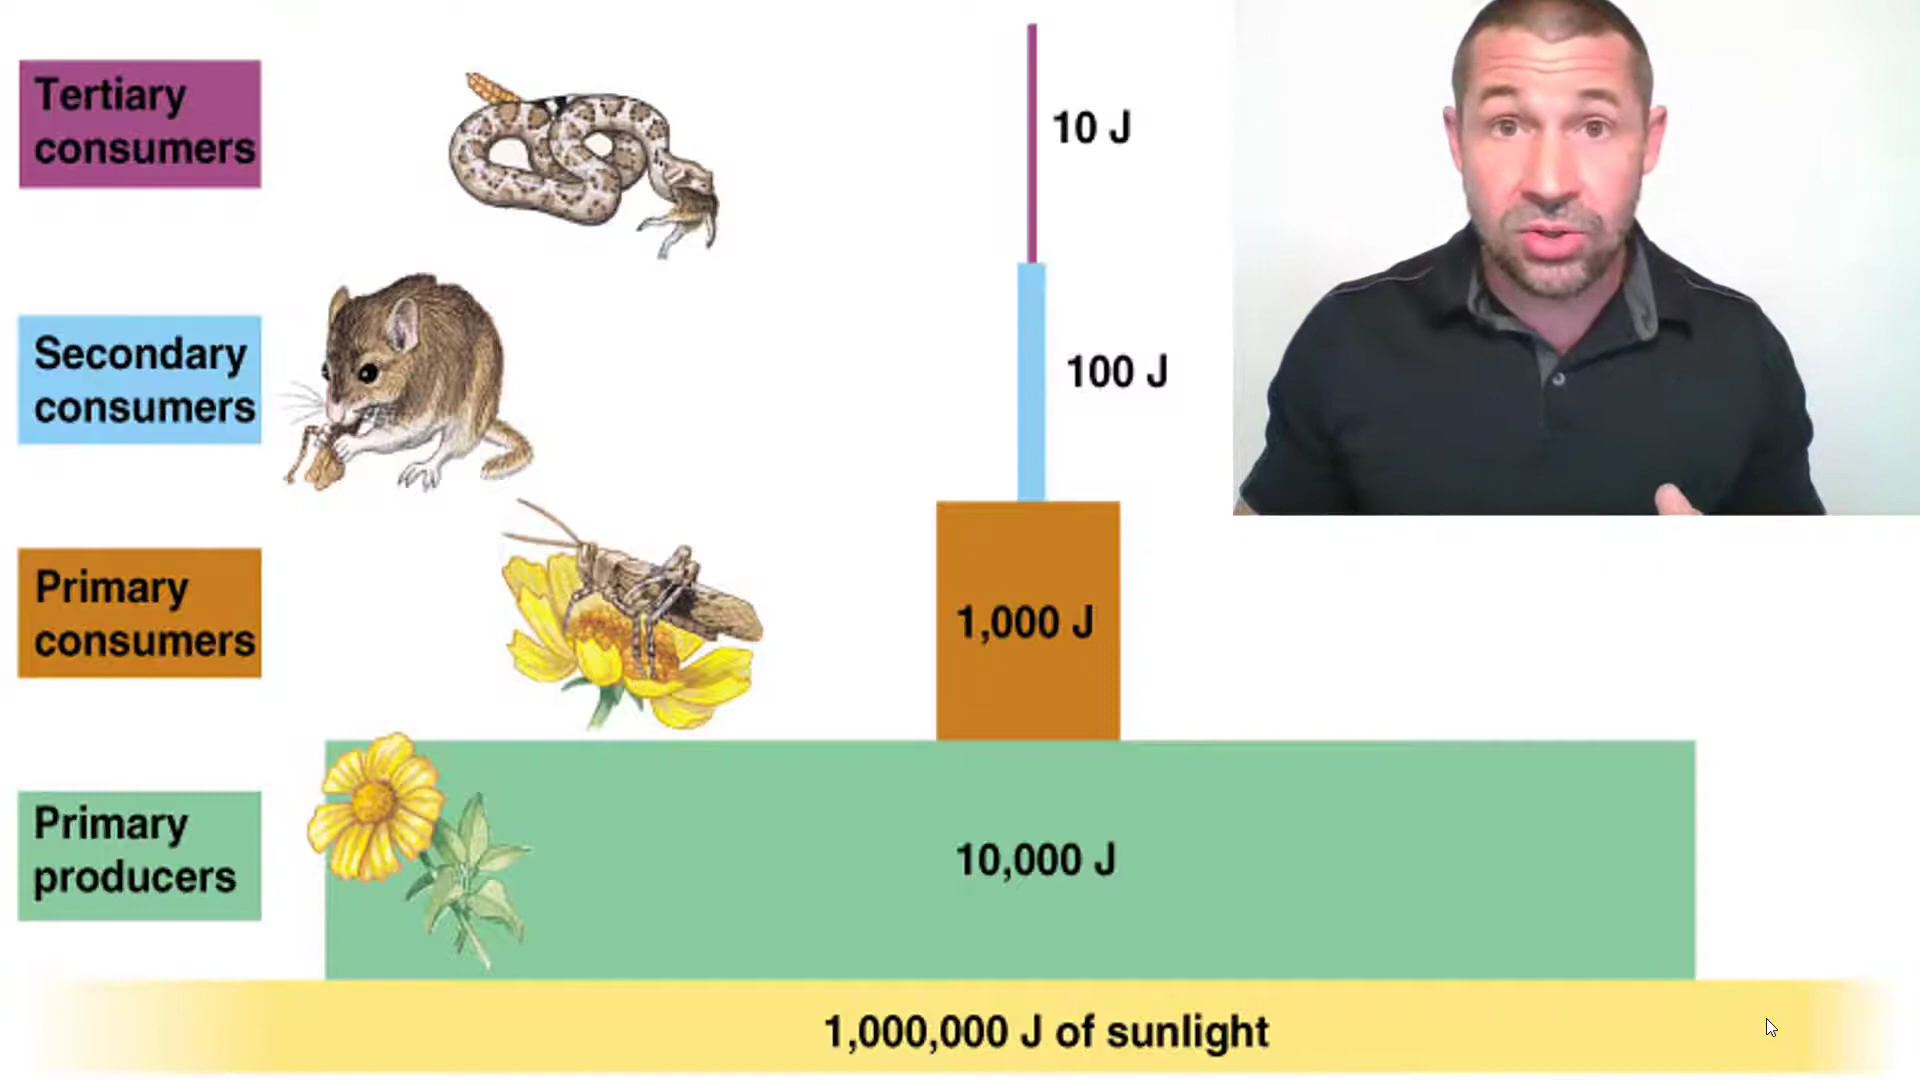 Tertiary
consumers
10 J
Secondary
consumers
100 J
Primary
consumers
1,000 J
Primary
producers
10,000 J
1,000,000 J of sunlight